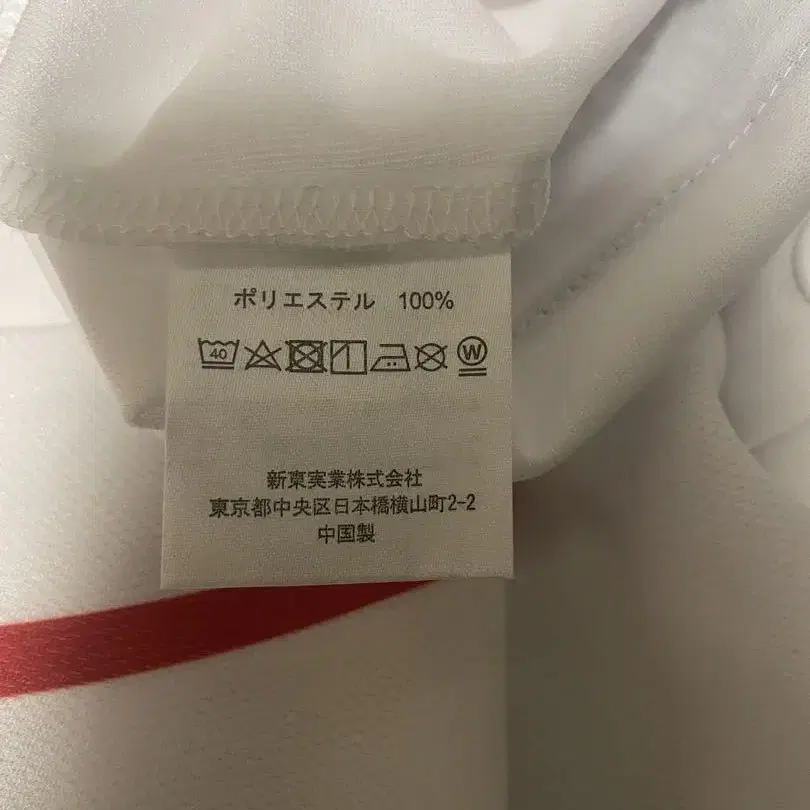 ポリエステル 100%
40
W
新東実業株式会社
東京都中央区日本橋横山町2-2
中国製